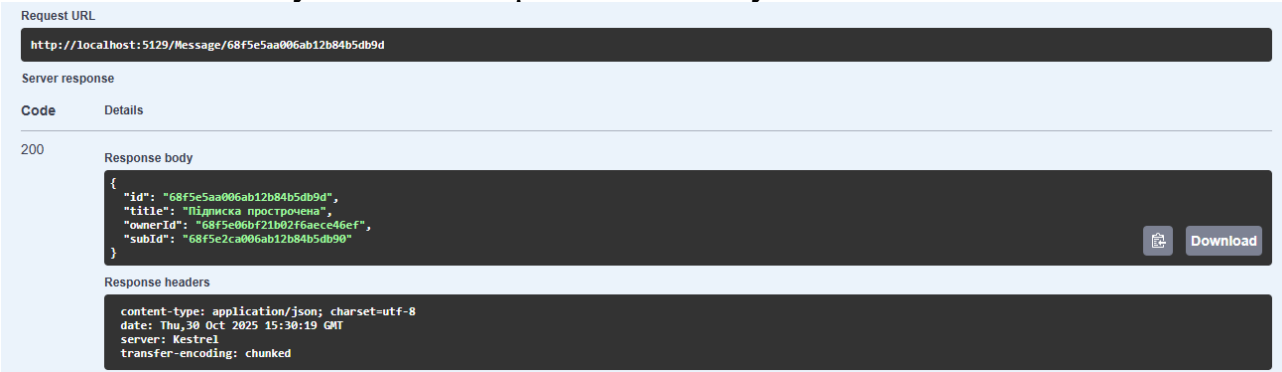 Request URL
http://localhost:5129/Message/68f5e5aa006ab12b84b5db9d
Server response
Code Details
200
Response body
{
"id": "68f5e5aa006ab12b84b5db9d",
"title": "Підписка прострочена",
"ownerId": "68f5e06bf21b02f6aece46ef",
"subId": "68f5e2ca006ab12b84b5db90"
}
Download
Response headers
content-type: application/json; charset=utf-8
date: Thu,30 Oct 2025 15:30:19 GMT
server: Kestrel
transfer-encoding: chunked